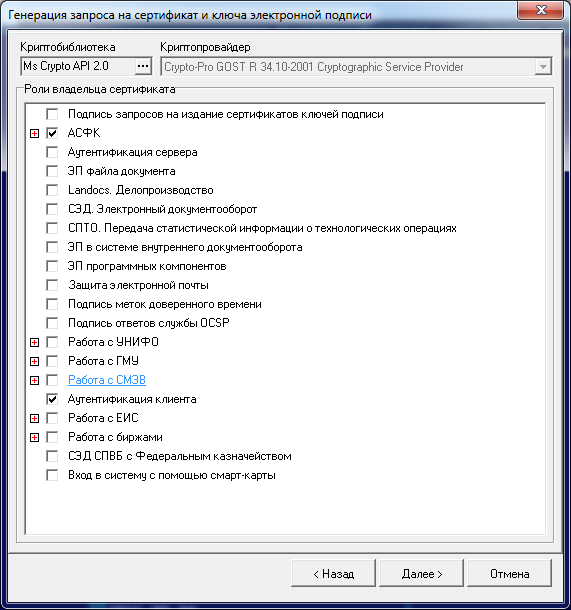 Генерация запроса на сертификат и ключа электронной подписи
Криптобиблиотека
Криптопровайдер
Ms Crypto API 2.0
...
Crypto-Pro GOST R 34.10-2001 Cryptographic Service Provider
Роли владельца сертификата
Подпись запросов на издание сертификатов ключей подписи
АСФК
Аутентификация сервера
ЭП файла документа
Landocs. Делопроизводство
СЭД. Электронный документооборот
СПТО. Передача статистической информации о технологических операциях
ЭП в системе внутреннего документооборота
ЭП программных компонентов
Защита электронной почты
Подпись меток доверенного времени
Подпись ответов службы OCSP
Работа с УНИФО
Работа с ГМУ
Работа с СМЭВ
Аутентификация клиента
Работа с ЕИС
Работа с биржами
СЭД СПВБ с Федеральным казначейством
Вход в систему с помощью смарт-карты
< Назад
Далее >
Отмена